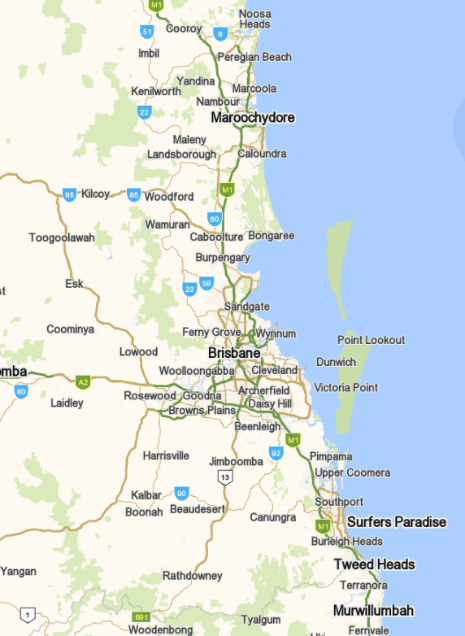 M1
Noosa
Heads
Cooroy
6
51
Imbil
Peregian Beach
Yandina
Kenilworth
Marcoola
Nambour
22
Maroochydore
Maleny
Landsborough
Caloundra
M1
85
Kilcoy
85
Woodford
60
Wamuran
Toogoolawah
Caboolture
Bongaree
Burpengary
Esk
22
58
st
Sandgate
Coominya
Ferny Grove
Wynnum
Point Lookout
Lowood
Brisbane
Dunwich
omba
Woolloongabba
Cleveland
A2
Victoria Point
80
Rosewood
Goodna
Archerfield
Laidley
Browns Plains
Daisy Hill
Beenleigh
M1
Harrisville
92
Pimpama
Jimboomba
Upper Coomera
13
Kalbar
90
Southport
Boonah
Beaudesert
Canungra
M1
Surfers Paradise
Burleigh Heads
Yangan
Rathdowney
Tweed Heads
Terranora
1
B91
Tyalgum
Murwillumbah
Woodenbong
Uki
Fernvale